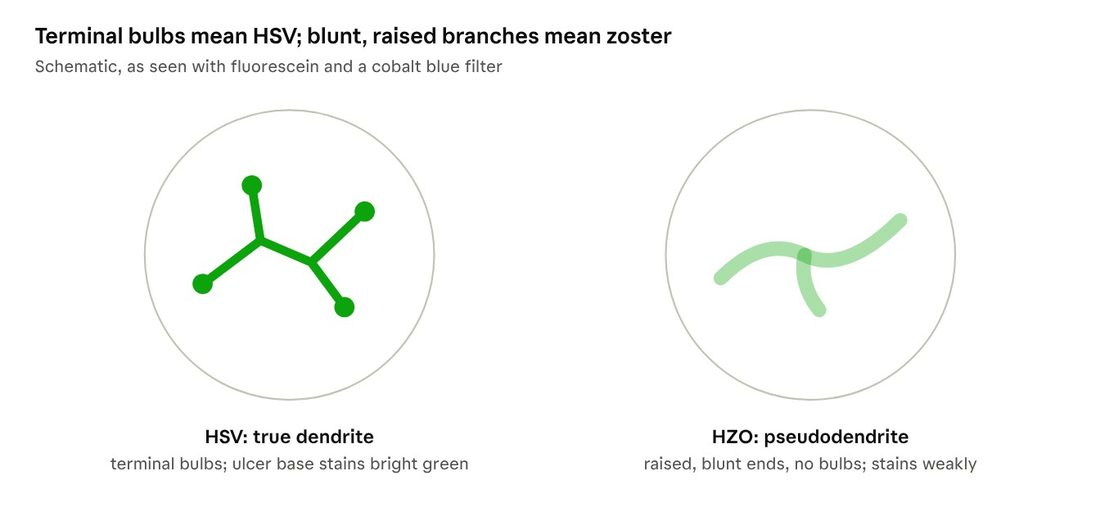 Terminal bulbs mean HSV; blunt, raised branches mean zoster
Schematic, as seen with fluorescein and a cobalt blue filter
HSV: true dendrite
terminal bulbs; ulcer base stains bright green
HZO: pseudodendrite
raised, blunt ends, no bulbs; stains weakly